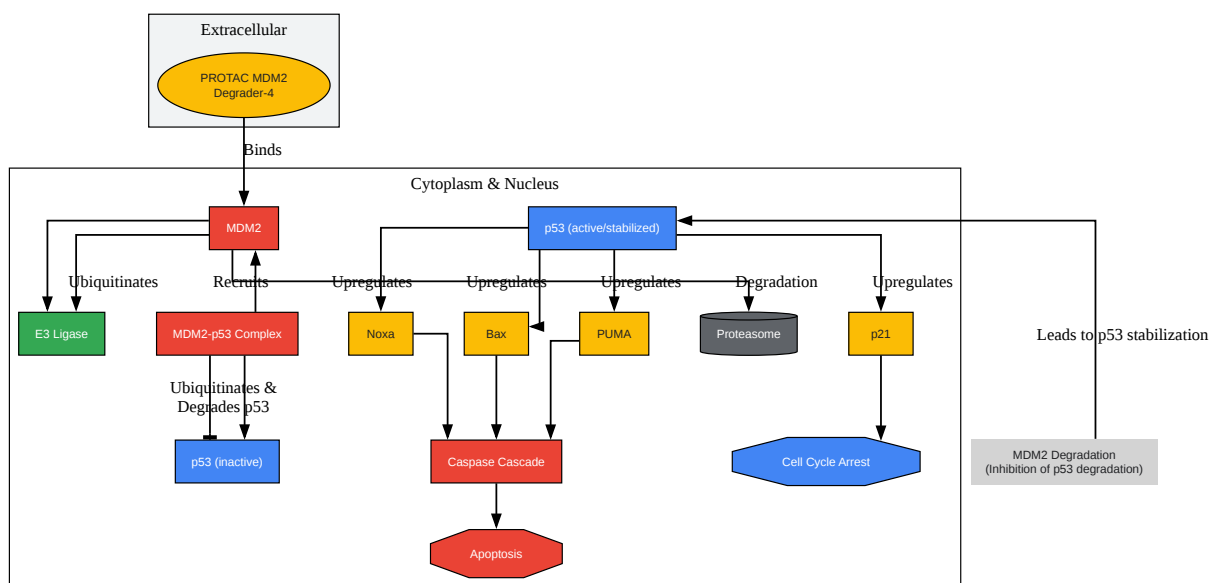 Extracellular
PROTAC MDM2
Degrader-4
Binds
Cytoplasm & Nucleus
MDM2
p53 (active/stabilized)
Ubiquitinates
Recruits
Upregulates
Upregulates
Upregulates
Degradation
Upregulates
E3 Ligase
MDM2-p53 Complex
Noxa
Bax
PUMA
Proteasome
p21
Leads to p53 stabilization
Ubiquitinates &
Degrades p53
p53 (inactive)
Caspase Cascade
Cell Cycle Arrest
MDM2 Degradation
(Inhibition of p53 degradation)
Apoptosis